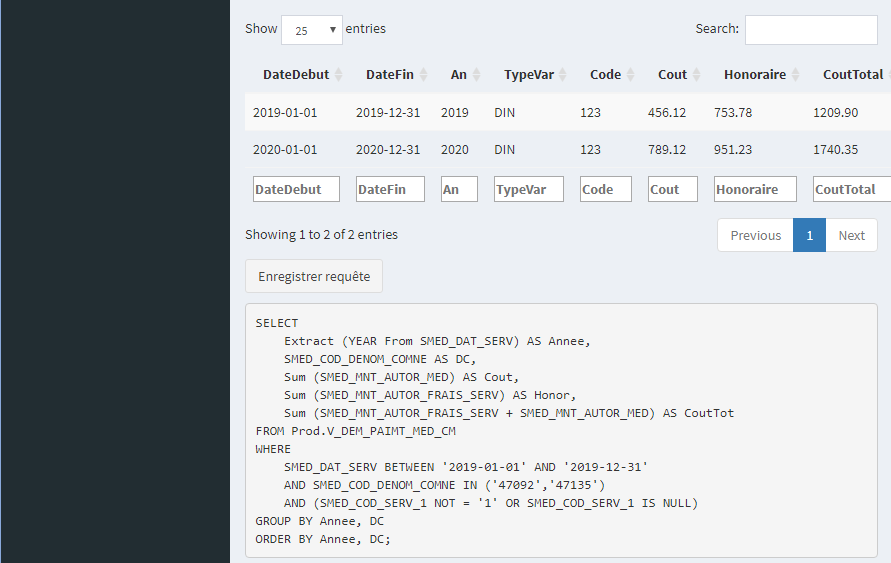 Show 25 entries Search:
DateDebut DateFin An TypeVar Code Cout Honoraire CoutTotal
2019-01-01 2019-12-31 2019 DIN 123 456.12 753.78 1209.90
2020-01-01 2020-12-31 2020 DIN 123 789.12 951.23 1740.35
DateDebut DateFin An TypeVar Code Cout Honoraire CoutTotal
Showing 1 to 2 of 2 entries Previous 1 Next
Enregistrer requête
SELECT
    Extract (YEAR From SMED_DAT_SERV) AS Annee,
    SMED_COD_DENOM_COMNE AS DC,
    Sum (SMED_MNT_AUTOR_MED) AS Cout,
    Sum (SMED_MNT_AUTOR_FRAIS_SERV) AS Honor,
    Sum (SMED_MNT_AUTOR_FRAIS_SERV + SMED_MNT_AUTOR_MED) AS CoutTot
FROM Prod.V_DEM_PAIMT_MED_CM
WHERE
    SMED_DAT_SERV BETWEEN '2019-01-01' AND '2019-12-31'
    AND SMED_COD_DENOM_COMNE IN ('47092','47135')
    AND (SMED_COD_SERV_1 NOT = '1' OR SMED_COD_SERV_1 IS NULL)
GROUP BY Annee, DC
ORDER BY Annee, DC;